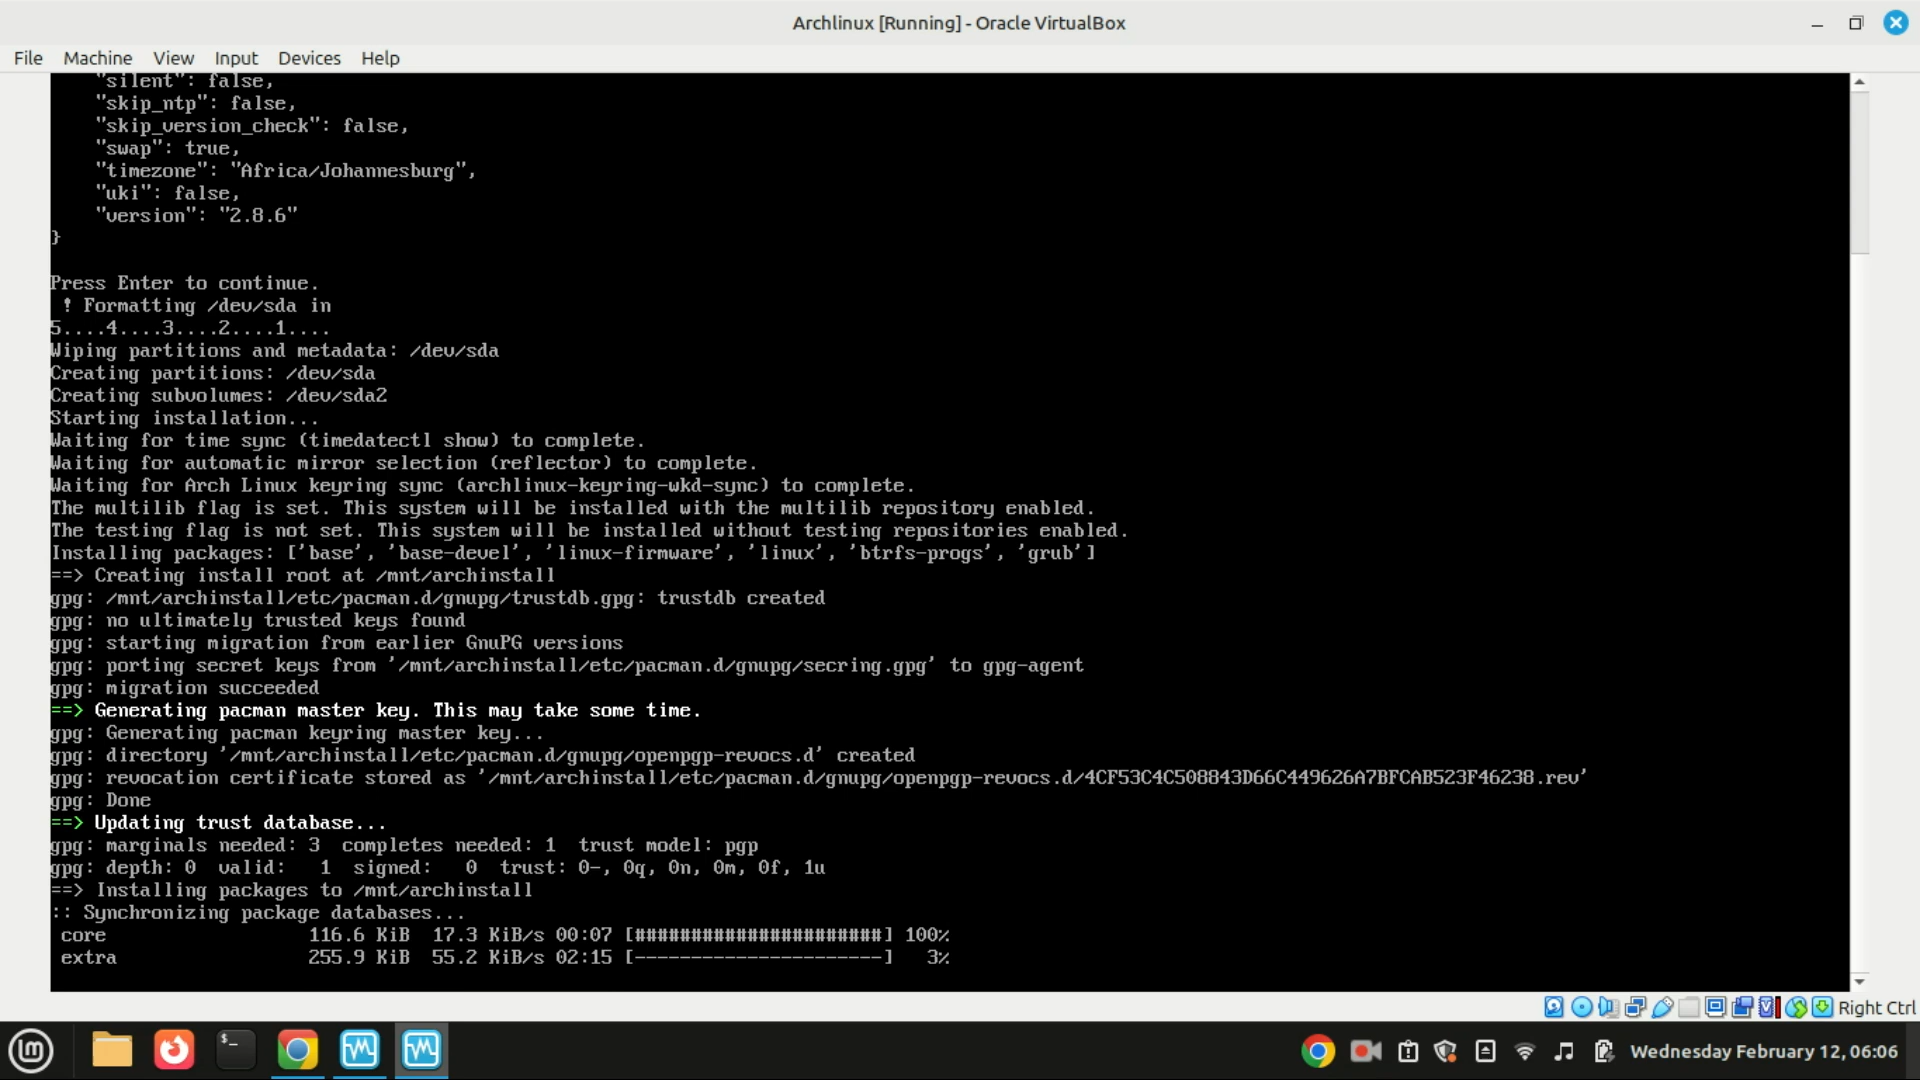 Archlinux [Running] - Oracle VirtualBox
File Machine View Input Devices Help
"silent": false,
"skip_ntp": false,
"skip_version_check": false,
"swap": true,
"timezone": "Africa/Johannesburg",
"uki": false,
"version": "2.8.6"
}
Press Enter to continue.
! Formatting /dev/sda in
5....4....3....2....1....
Wiping partitions and metadata: /dev/sda
Creating partitions: /dev/sda
Creating subvolumes: /dev/sda2
Starting installation...
Waiting for time sync (timedatectl show) to complete.
Waiting for automatic mirror selection (reflector) to complete.
Waiting for Arch Linux keyring sync (archlinux-keyring-wkd-sync) to complete.
The multilib flag is set. This system will be installed with the multilib repository enabled.
The testing flag is not set. This system will be installed without testing repositories enabled.
Installing packages: ['base', 'base-devel', 'linux-firmware', 'linux', 'btrfs-progs', 'grub']
==> Creating install root at /mnt/archinstall
gpg: /mnt/archinstall/etc/pacman.d/gnupg/trustdb.gpg: trustdb created
gpg: no ultimately trusted keys found
gpg: starting migration from earlier GnuPG versions
gpg: porting secret keys from '/mnt/archinstall/etc/pacman.d/gnupg/secring.gpg' to gpg-agent
gpg: migration succeeded
==> Generating pacman master key. This may take some time.
gpg: Generating pacman keyring master key...
gpg: directory '/mnt/archinstall/etc/pacman.d/gnupg/openpgp-revocs.d' created
gpg: revocation certificate stored as '/mnt/archinstall/etc/pacman.d/gnupg/openpgp-revocs.d/4CF53C4C508843D66C449626A7BFCAB523F46238.rev'
gpg: Done
==> Updating trust database...
gpg: marginals needed: 3  completes needed: 1  trust model: pgp
gpg: depth: 0  valid:   1  signed:   0  trust: 0-, 0q, 0n, 0m, 0f, 1u
==> Installing packages to /mnt/archinstall
:: Synchronizing package databases...
core 116.6 KiB 17.3 KiB/s 00:07 [######################] 100%
extra 255.9 KiB 55.2 KiB/s 02:15 [----------------------] 3%
Right Ctrl
Wednesday February 12, 06:06